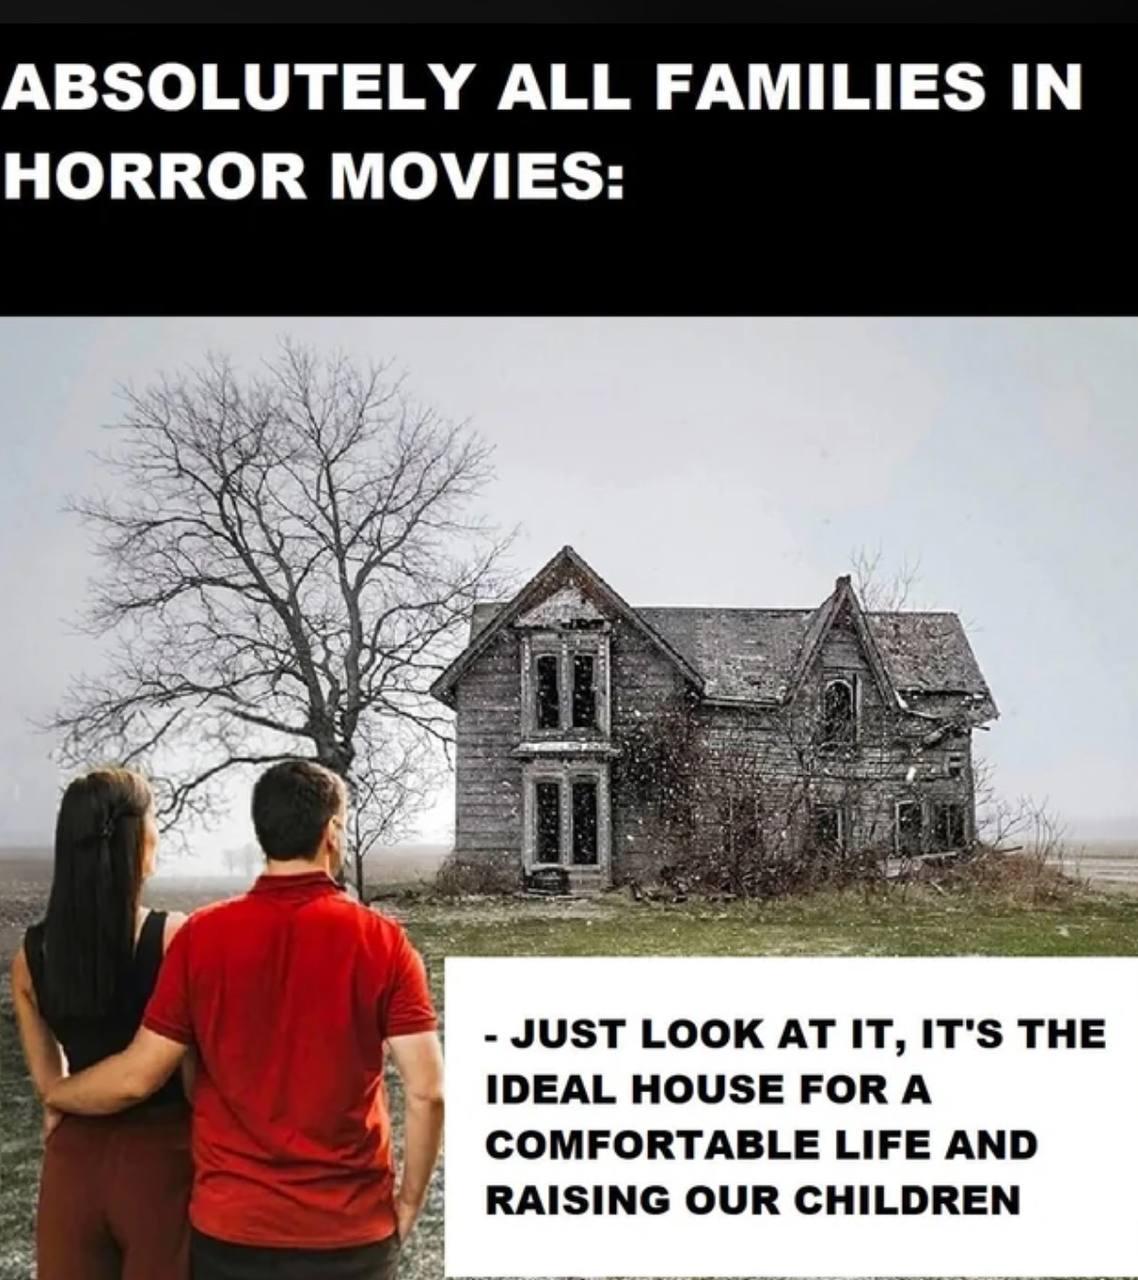 ABSOLUTELY ALL FAMILIES IN
HORROR MOVIES:
- JUST LOOK AT IT, IT'S THE
IDEAL HOUSE FOR A
COMFORTABLE LIFE AND
RAISING OUR CHILDREN